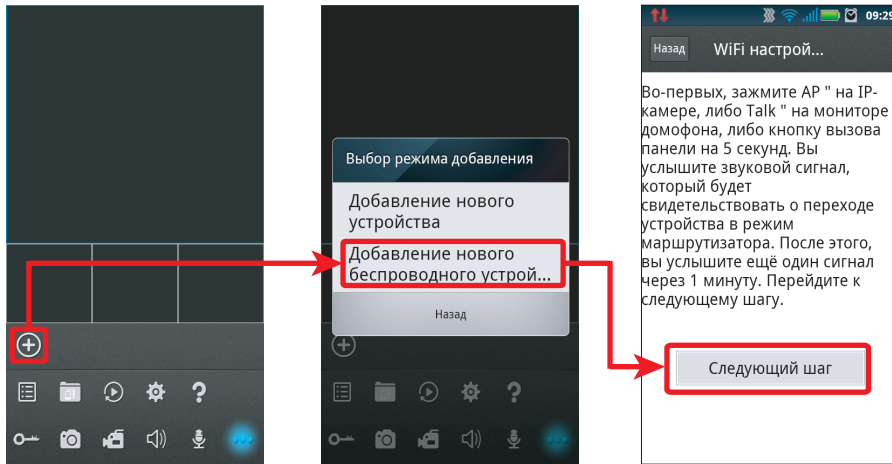 Выбор режима добавления
Добавление нового
устройства
Добавление нового
беспроводного устрой...
Назад
09:29
Назад
WiFi настрой...
Во-первых, зажмите AP " на IP-
камере, либо Talk " на мониторе
домофона, либо кнопку вызова
панели на 5 секунд. Вы
услышите звуковой сигнал,
который будет
свидетельствовать о переходе
устройства в режим
маршрутизатора. После этого,
вы услышите ещё один сигнал
через 1 минуту. Перейдите к
следующему шагу.
Следующий шаг